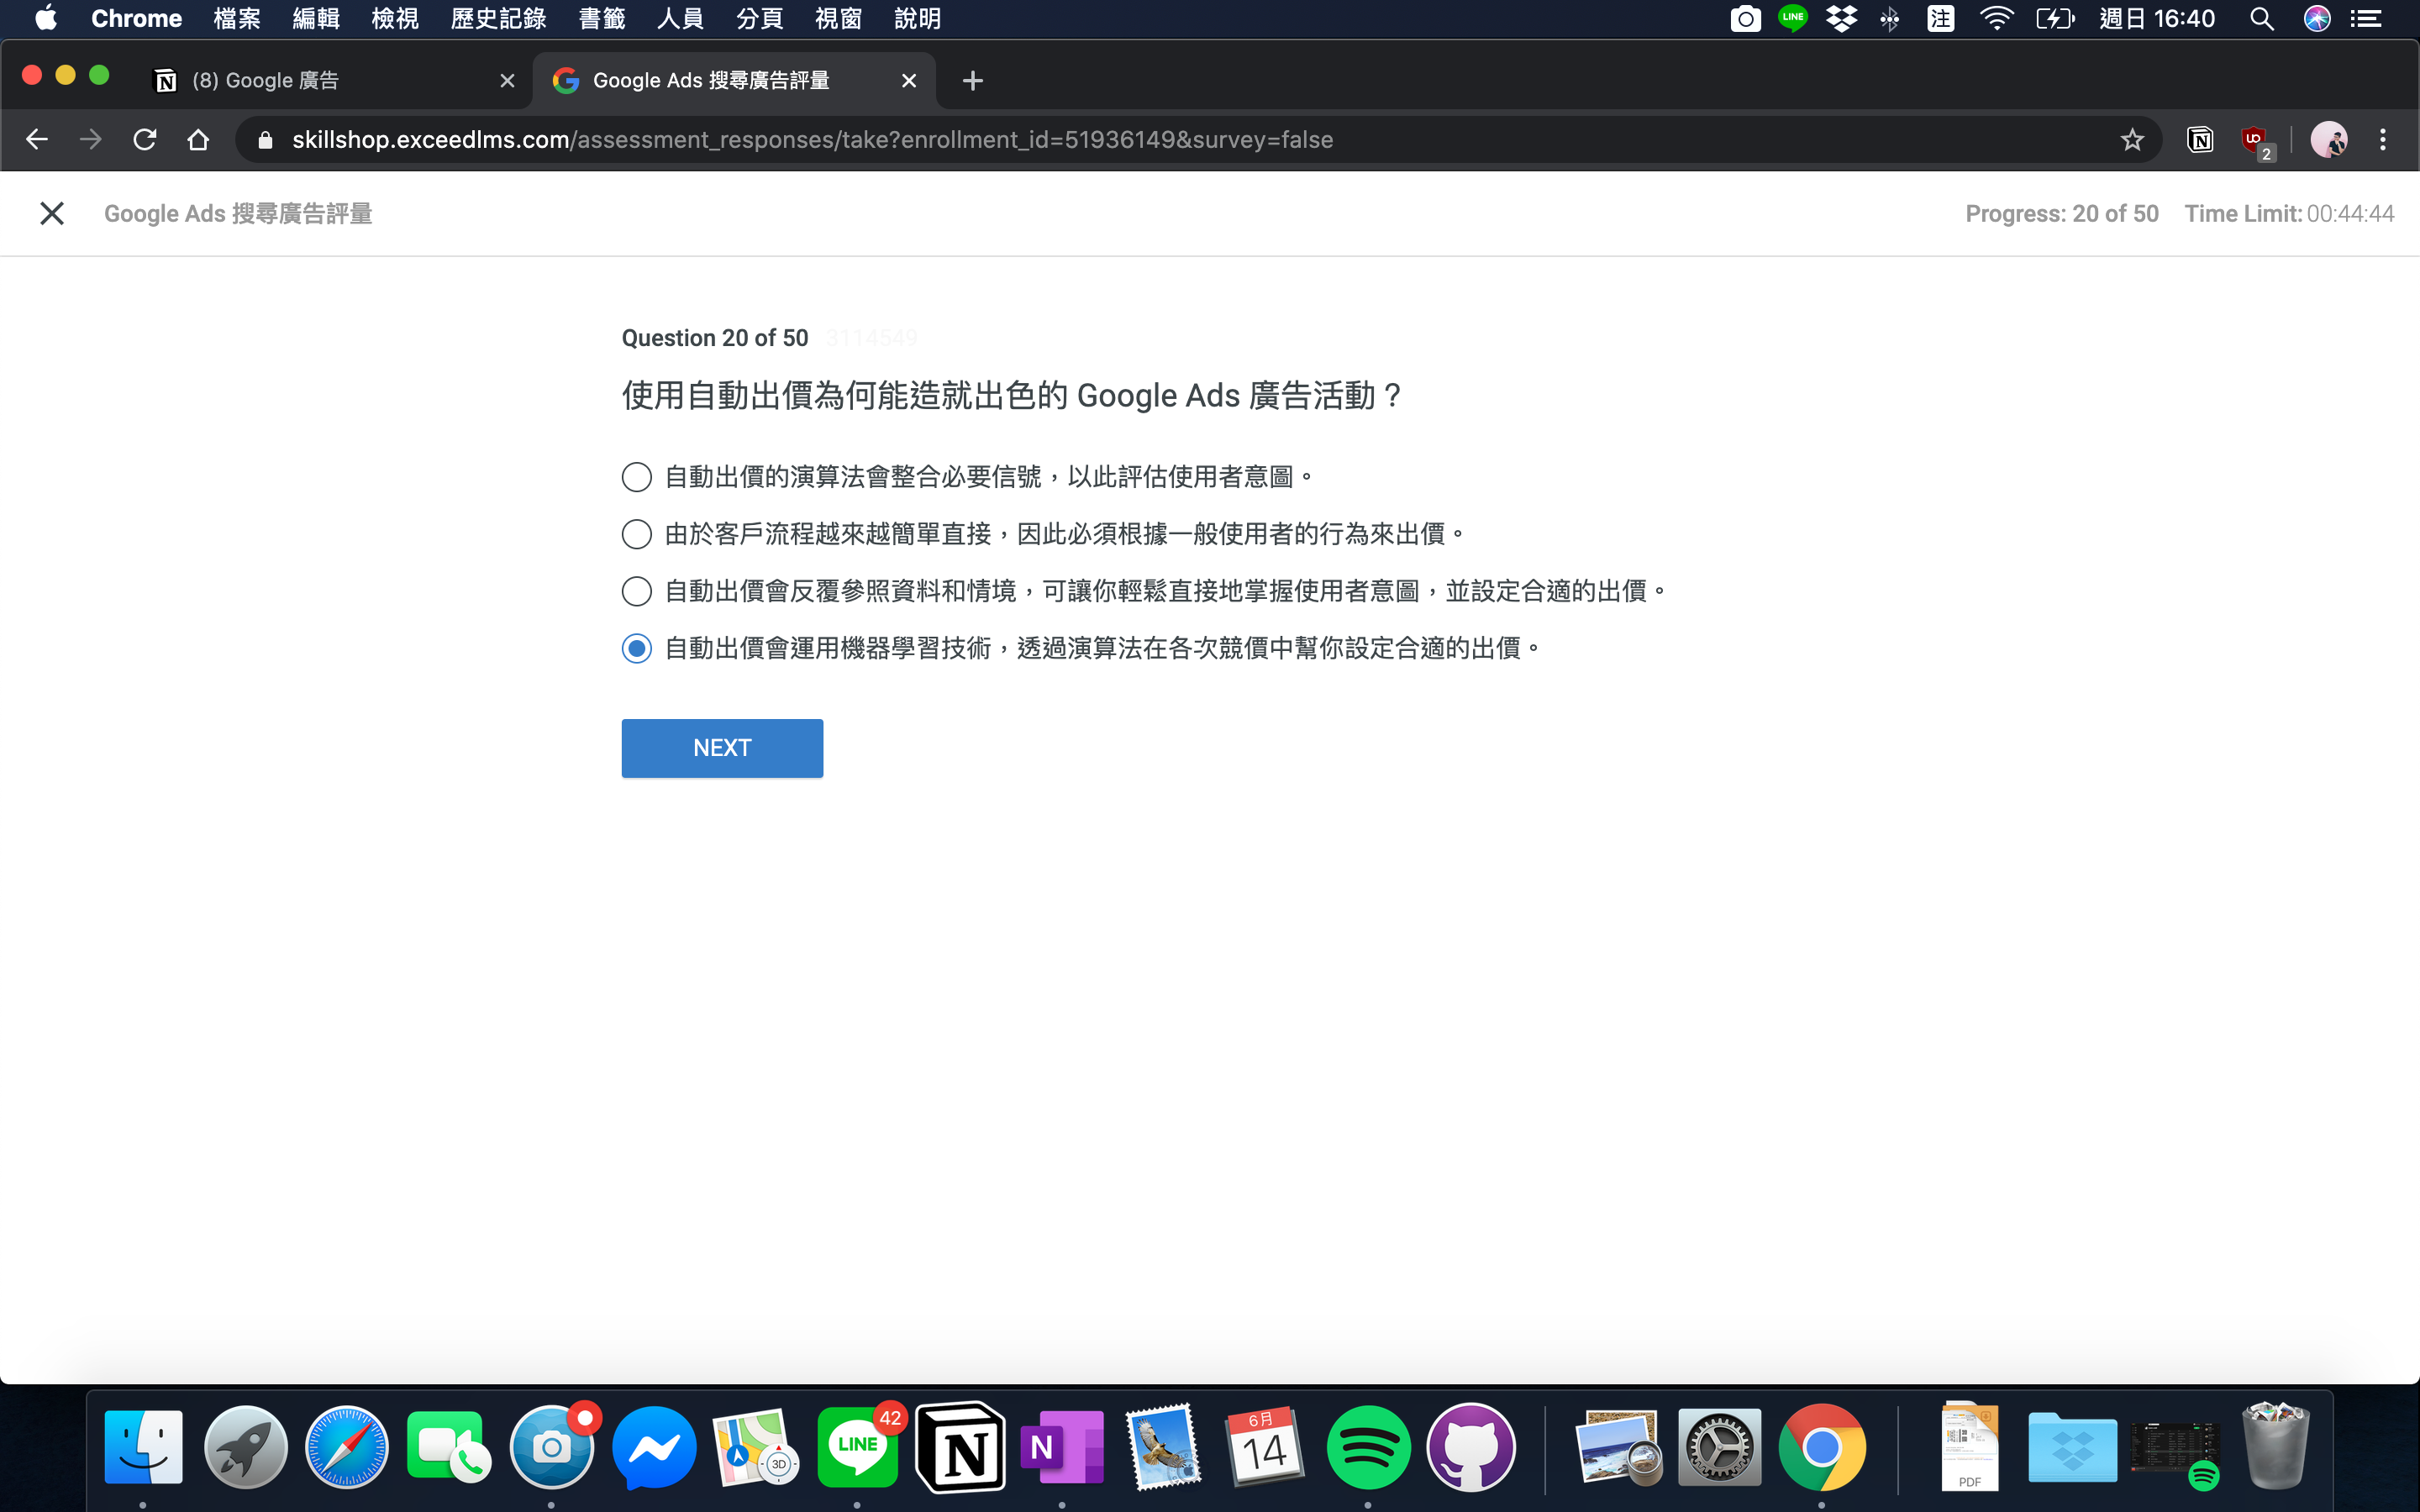 Chrome 檔案 編輯 檢視 歷史記錄 書籤 人員 分頁 視窗 說明 LINE 注 週日 16:40
(8) Google 廣告
Google Ads 搜尋廣告評量
skillshop.exceedlms.com/assessment_responses/take?enrollment_id=51936149&survey=false
2
Google Ads 搜尋廣告評量
Progress: 20 of 50 Time Limit: 00:44:44
Question 20 of 50 3114549
使用自動出價為何能造就出色的 Google Ads 廣告活動？
自動出價的演算法會整合必要信號，以此評估使用者意圖。
由於客戶流程越來越簡單直接，因此必須根據一般使用者的行為來出價。
自動出價會反覆參照資料和情境，可讓你輕鬆直接地掌握使用者意圖，並設定合適的出價。
自動出價會運用機器學習技術，透過演算法在各次競價中幫你設定合適的出價。
NEXT
3D
LINE
42
N
N
6月
14
PDF